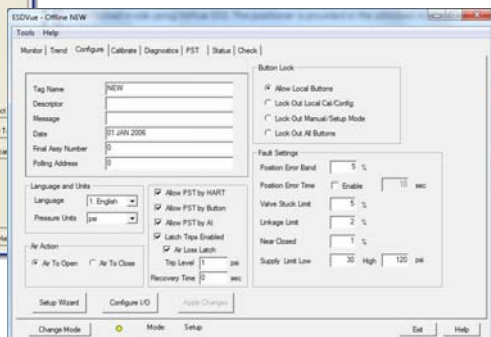 ESDVue - Offline NEW
Tools Help
Monitor Trend Configure Calibrate Diagnostics PST Status Check
Tag Name NEW
Descriptor
Message
Date 01 JAN 2006
Final Assy Number 0
Polling Address 0
Button Lock
Allow Local Buttons
Lock Out Local Cal/Config
Lock Out Manual/Setup Mode
Lock Out All Buttons
Language and Units
Language 1. English
Pressure Units psi
Air Action
Air To Open Air To Close
Allow PST by HART
Allow PST by Button
Allow PST by AI
Latch Trips Enabled
Air Loss Latch
Trip Level 1 psi
Recovery Time 0 sec
Fault Settings
Position Error Band 5 %
Position Error Time Enable 10 sec
Valve Stuck Limit 5 %
Linkage Limit 2 %
Near Closed 1 %
Supply Limit Low 30 High 120 psi
Setup Wizard Configure I/O Apply Changes
Change Mode Mode: Setup Exit Help